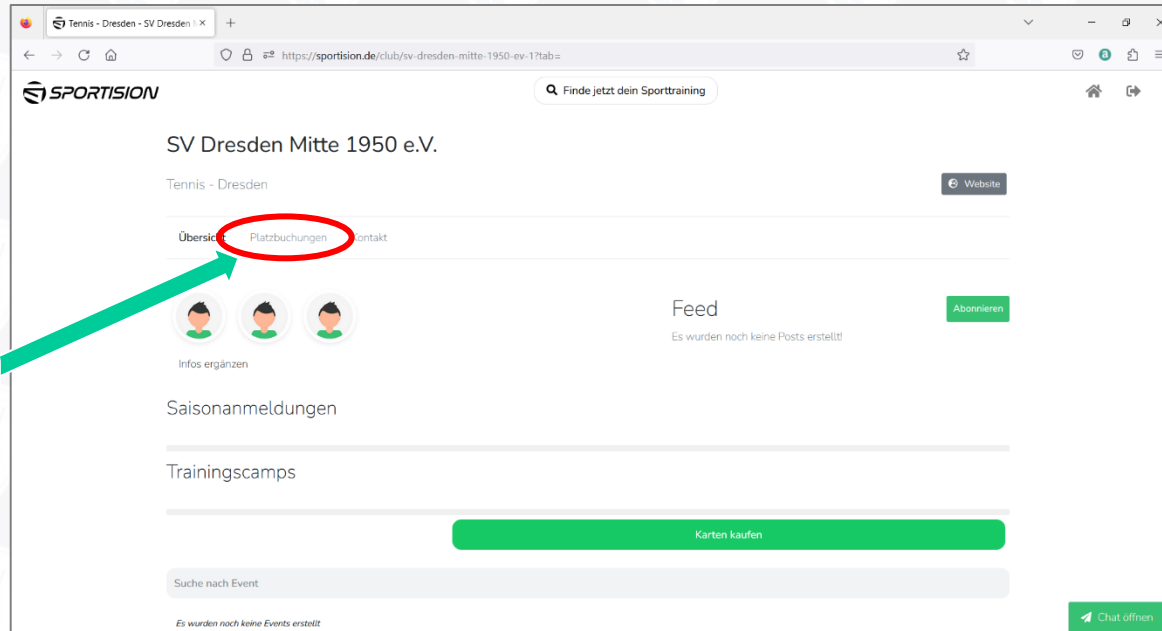 Tennis - Dresden - SV Dresden
https://sportision.de/club/sv-dresden-mitte-1950-ev-1?tab=
SPORTISION
Finde jetzt dein Sporttraining
SV Dresden Mitte 1950 e.V.
Tennis - Dresden
Website
Übersicht Platzbuchungen Kontakt
Feed
Abonnieren
Es wurden noch keine Posts erstellt!
Infos ergänzen
Saisonanmeldungen
Trainingscamps
Karten kaufen
Suche nach Event
Es wurden noch keine Events erstellt
Chat öffnen